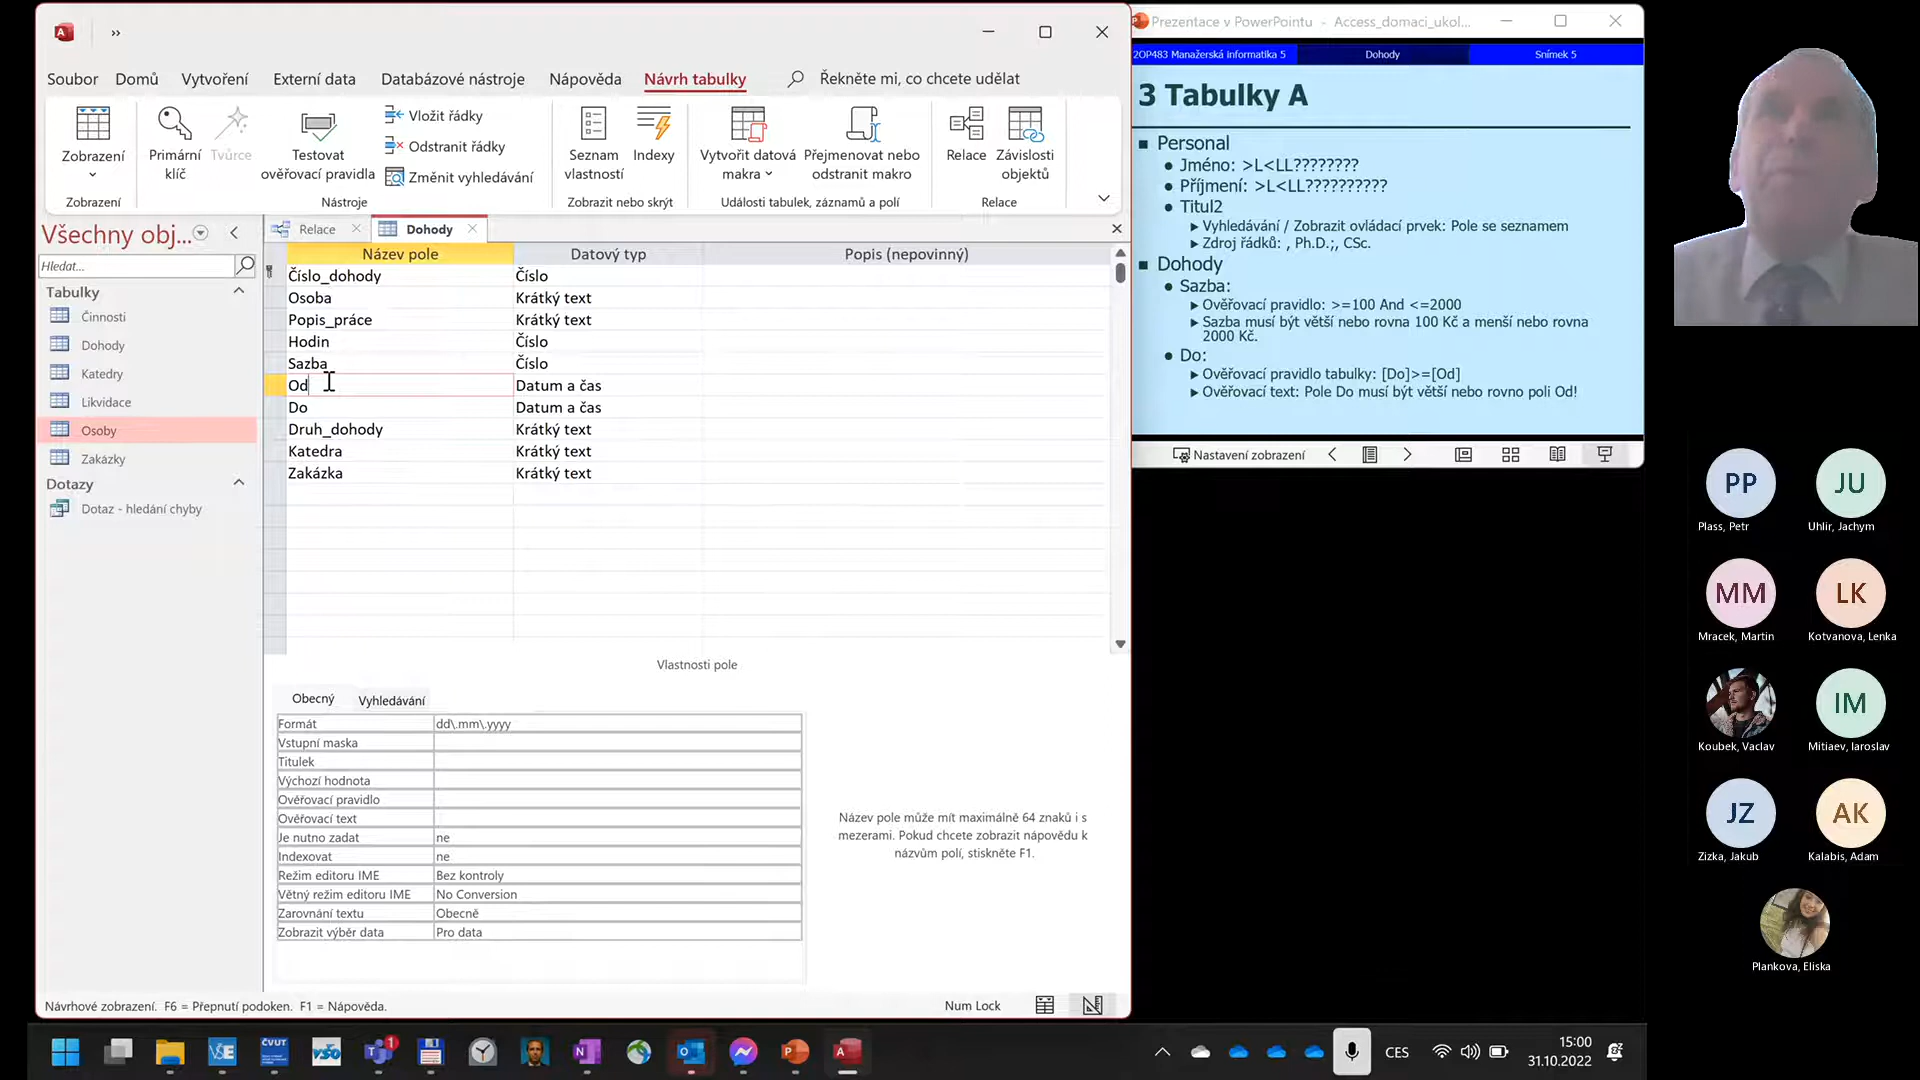 Soubor Domů Vytvoření Externí data Databázové nástroje Nápověda Návrh tabulky Řekněte mi, co chcete udělat
Zobrazení
Primární klíč
Tvůrce
Testovat ověřovací pravidla
Vložit řádky
Odstranit řádky
Změnit vyhledávání
Seznam vlastností
Indexy
Vytvořit datová makra
Přejmenovat nebo odstranit makro
Relace
Závislosti objektů
Zobrazení Nástroje Zobrazit nebo skrýt Události tabulek, záznamů a polí Relace
Všechny obj...
Hledat...
Tabulky
Činnosti
Dohody
Katedry
Likvidace
Osoby
Zakázky
Dotazy
Dotaz - hledání chyby
Relace Dohody
Název pole Datový typ Popis (nepovinný)
Číslo_dohody Číslo
Osoba Krátký text
Popis_práce Krátký text
Hodin Číslo
Sazba Číslo
Od Datum a čas
Do Datum a čas
Druh_dohody Krátký text
Katedra Krátký text
Zakázka Krátký text
Vlastnosti pole
Obecný Vyhledávání
Formát dd\.mm\.yyyy
Vstupní maska
Titulek
Výchozí hodnota
Ověřovací pravidlo
Ověřovací text
Je nutno zadat ne
Indexovat ne
Režim editoru IME Bez kontroly
Větný režim editoru IME No Conversion
Zarovnání textu Obecně
Zobrazit výběr data Pro data
Název pole může mít maximálně 64 znaků i s
mezerami. Pokud chcete zobrazit nápovědu k
názvům polí, stiskněte F1.
Návrhové zobrazení. F6 = Přepnutí podoken. F1 = Nápověda.
Num Lock
Prezentace v PowerPointu - Access_domaci_ukol...
2OP483 Manažerská informatika 5 Dohody Snímek 5
3 Tabulky A
Personal
Jméno: >L<LL????????
Příjmení: >L<LL??????????
Titul2
Vyhledávání / Zobrazit ovládací prvek: Pole se seznamem
Zdroj řádků: , Ph.D.;, CSc.
Dohody
Sazba:
Ověřovací pravidlo: >=100 And <=2000
Sazba musí být větší nebo rovna 100 Kč a menší nebo rovna
2000 Kč.
Do:
Ověřovací pravidlo tabulky: [Do]>=[Od]
Ověřovací text: Pole Do musí být větší nebo rovno poli Od!
Nastavení zobrazení
PP JU
Plass, Petr Uhlir, Jachym
MM LK
Mracek, Martin Kotvanova, Lenka
IM
Koubek, Vaclav Mitiaev, Iaroslav
JZ AK
Zizka, Jakub Kalabis, Adam
Plankova, Eliska
VŠE ČVUT VŠO 1
CES
15:00
31.10.2022